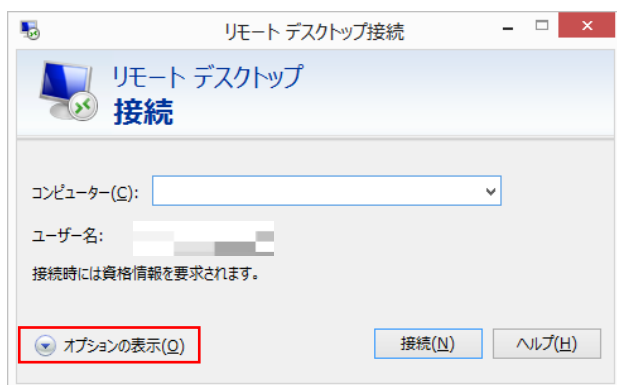 リモート デスクトップ接続
リモート デスクトップ
接続
コンピューター(C):
ユーザー名:
接続時には資格情報を要求されます。
オプションの表示(O) 接続(N) ヘルプ(H)